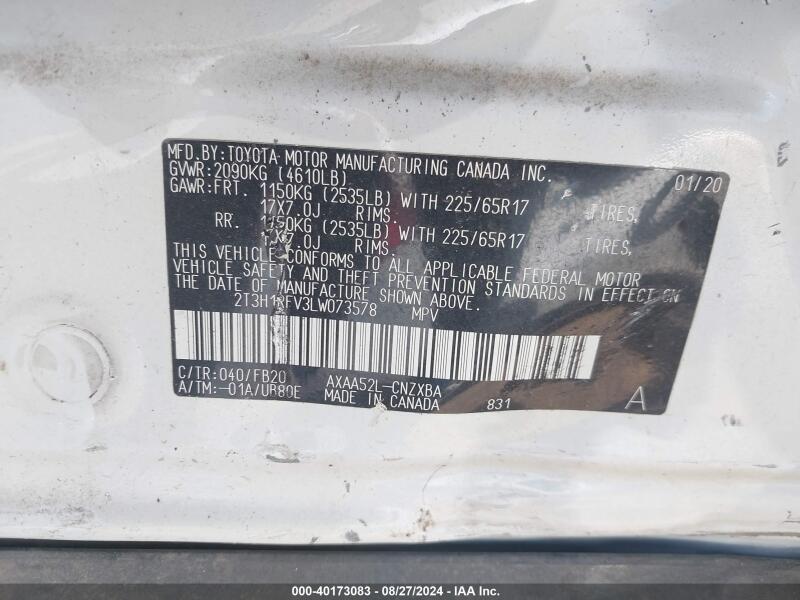 MFD.BY:TOYOTA MOTOR MANUFACTURING CANADA INC.
GVWR:2090KG (4610LB) 01/20
GAWR:FRT. 1150KG (2535LB) WITH 225/65R17 TIRES,
17X7.0J RIMS.
RR. 1150KG (2535LB) WITH 225/65R17 TIRES,
17X7.0J RIMS.
THIS VEHICLE CONFORMS TO ALL APPLICABLE FEDERAL MOTOR
VEHICLE SAFETY AND THEFT PREVENTION STANDARDS IN EFFECT ON
THE DATE OF MANUFACTURE SHOWN ABOVE.
MPV
C/TR:040/FB20 AXAA52L-CNZXBA
A/TM:-01A/UB80E MADE IN CANADA 831 A
000-40173083 - 08/27/2024 - IAA Inc.